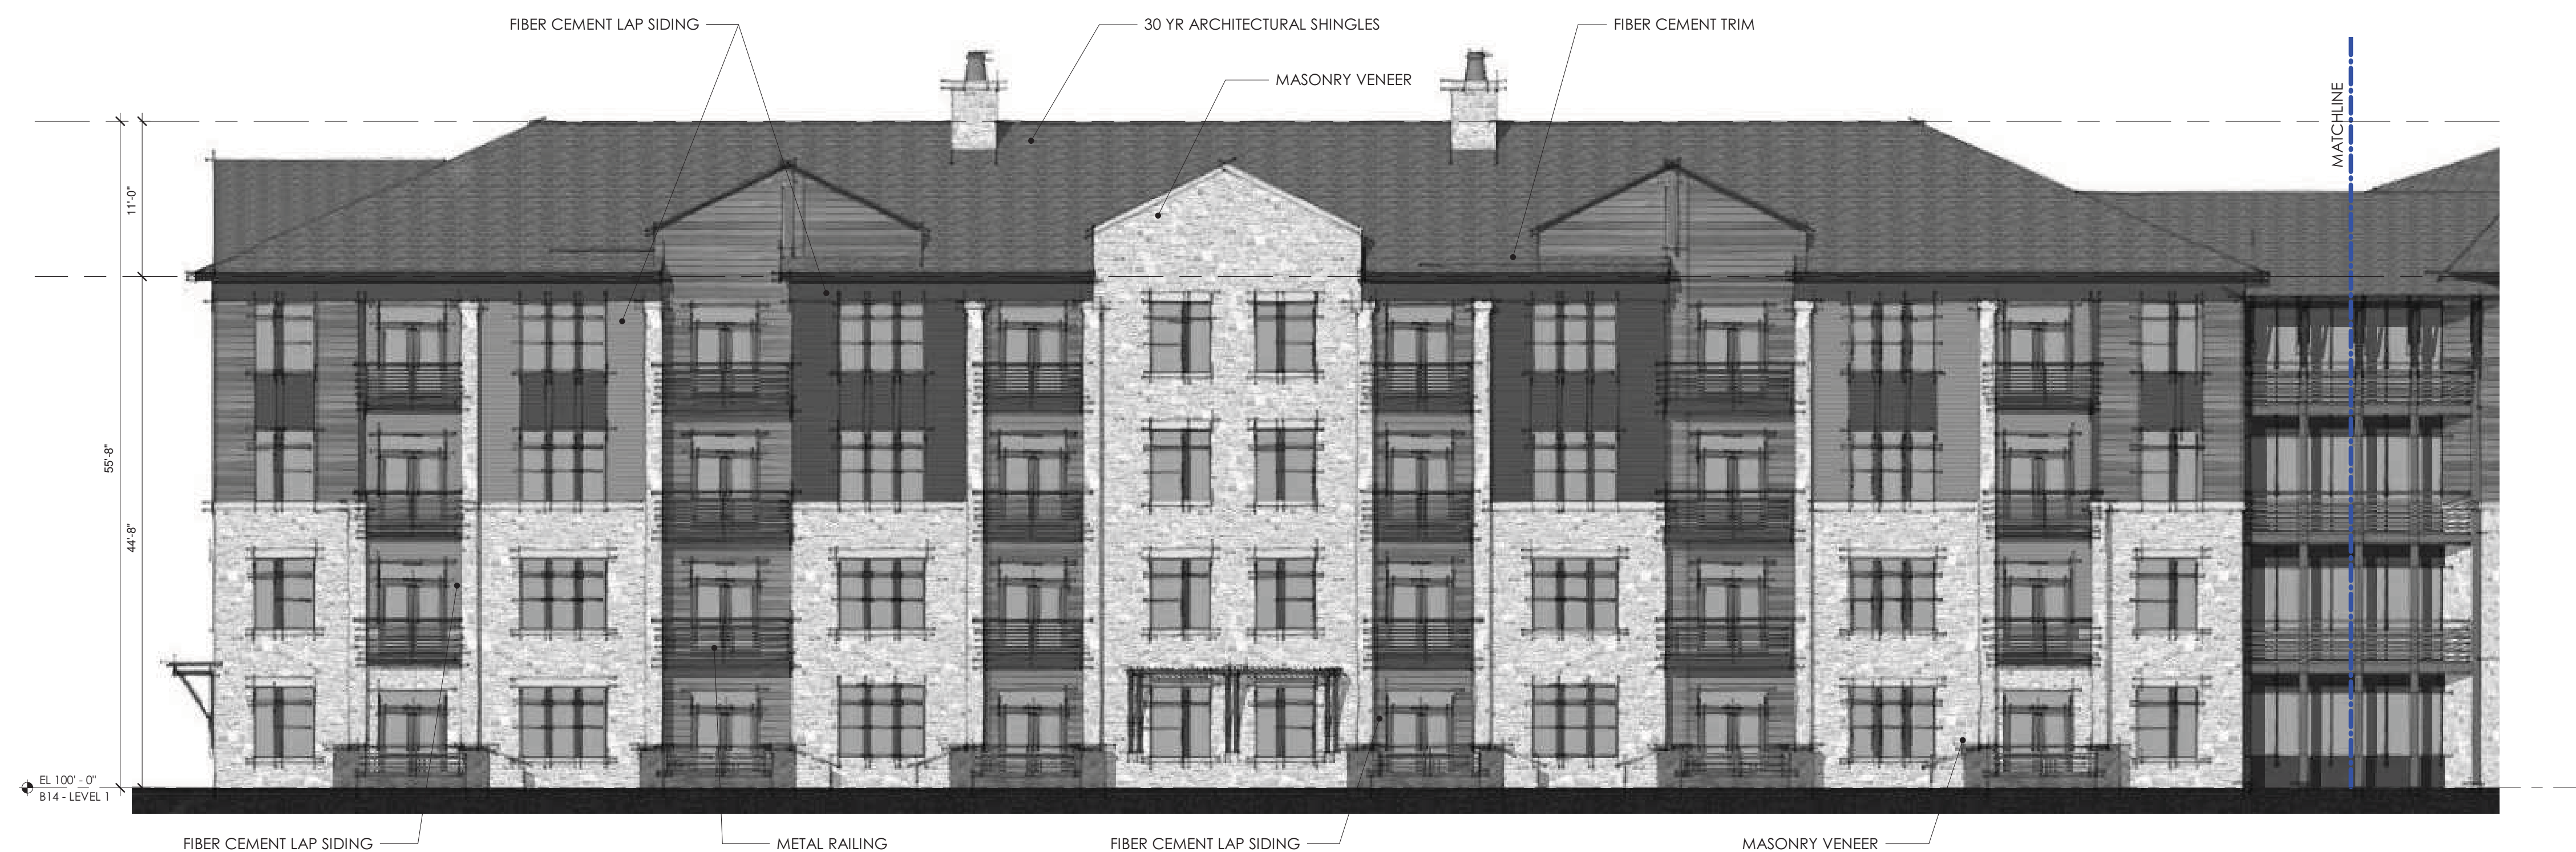 FIBER CEMENT LAP SIDING
30 YR ARCHITECTURAL SHINGLES
FIBER CEMENT TRIM
MASONRY VENEER
MATCHLINE
11'-0"
55'-8"
44'-8"
EL 100' - 0"
B14 - LEVEL 1
FIBER CEMENT LAP SIDING
METAL RAILING
FIBER CEMENT LAP SIDING
MASONRY VENEER